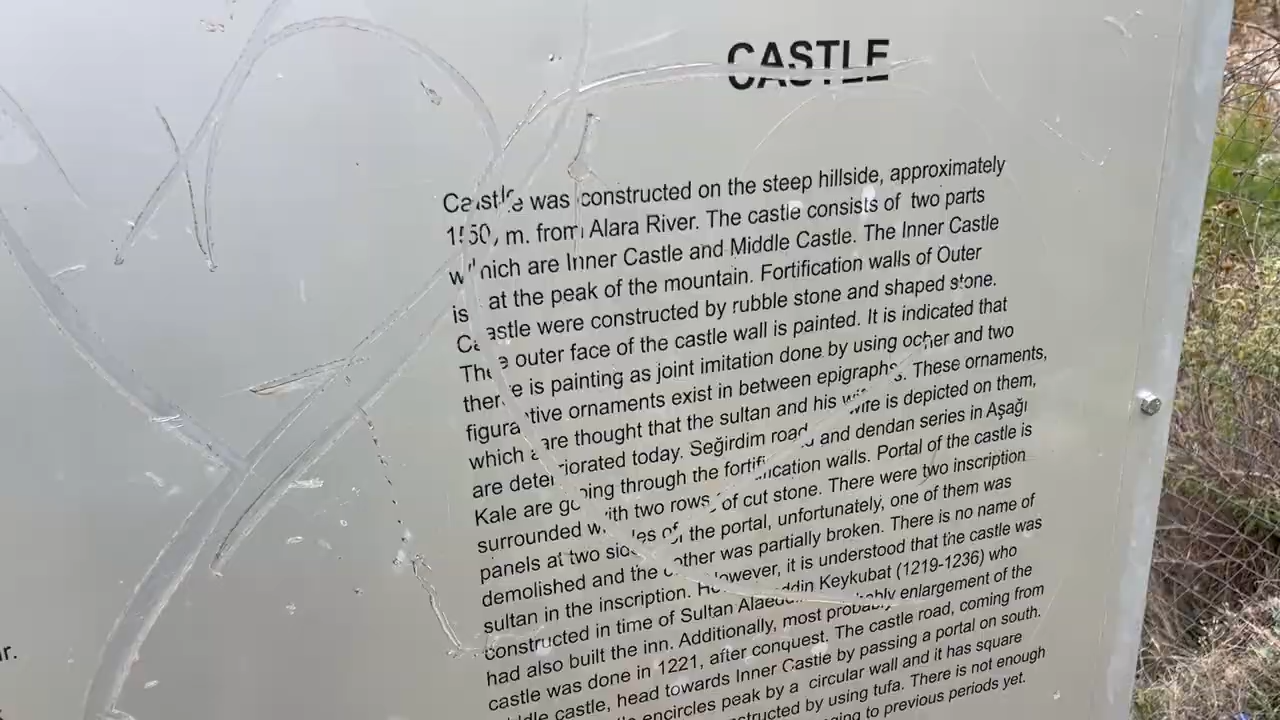 CASTLE
Castle was constructed on the steep hillside, approximately
150 m. from Alara River. The castle consists of two parts
which are Inner Castle and Middle Castle. The Inner Castle
is at the peak of the mountain. Fortification walls of Outer
Castle were constructed by rubble stone and shaped stone.
The outer face of the castle wall is painted. It is indicated that
there is painting as joint imitation done by using ocher and two
figurative ornaments exist in between epigraphs. These ornaments,
which are thought that the sultan and his wife is depicted on them,
are deteriorated today. Seğirdim road and dendan series in Aşağı
Kale are going through the fortification walls. Portal of the castle is
surrounded with two rows of cut stone. There were two inscription
panels at two sides of the portal, unfortunately, one of them was
demolished and the other was partially broken. There is no name of
sultan in the inscription. However, it is understood that the castle was
constructed in time of Sultan Alaeddin Keykubat (1219-1236) who
had also built the inn. Additionally, most probably enlargement of the
castle was done in 1221, after conquest. The castle road, coming from
middle castle, head towards Inner Castle by passing a portal on south.
encircles peak by a circular wall and it has square
constructed by using tufa. There is not enough
to previous periods yet.